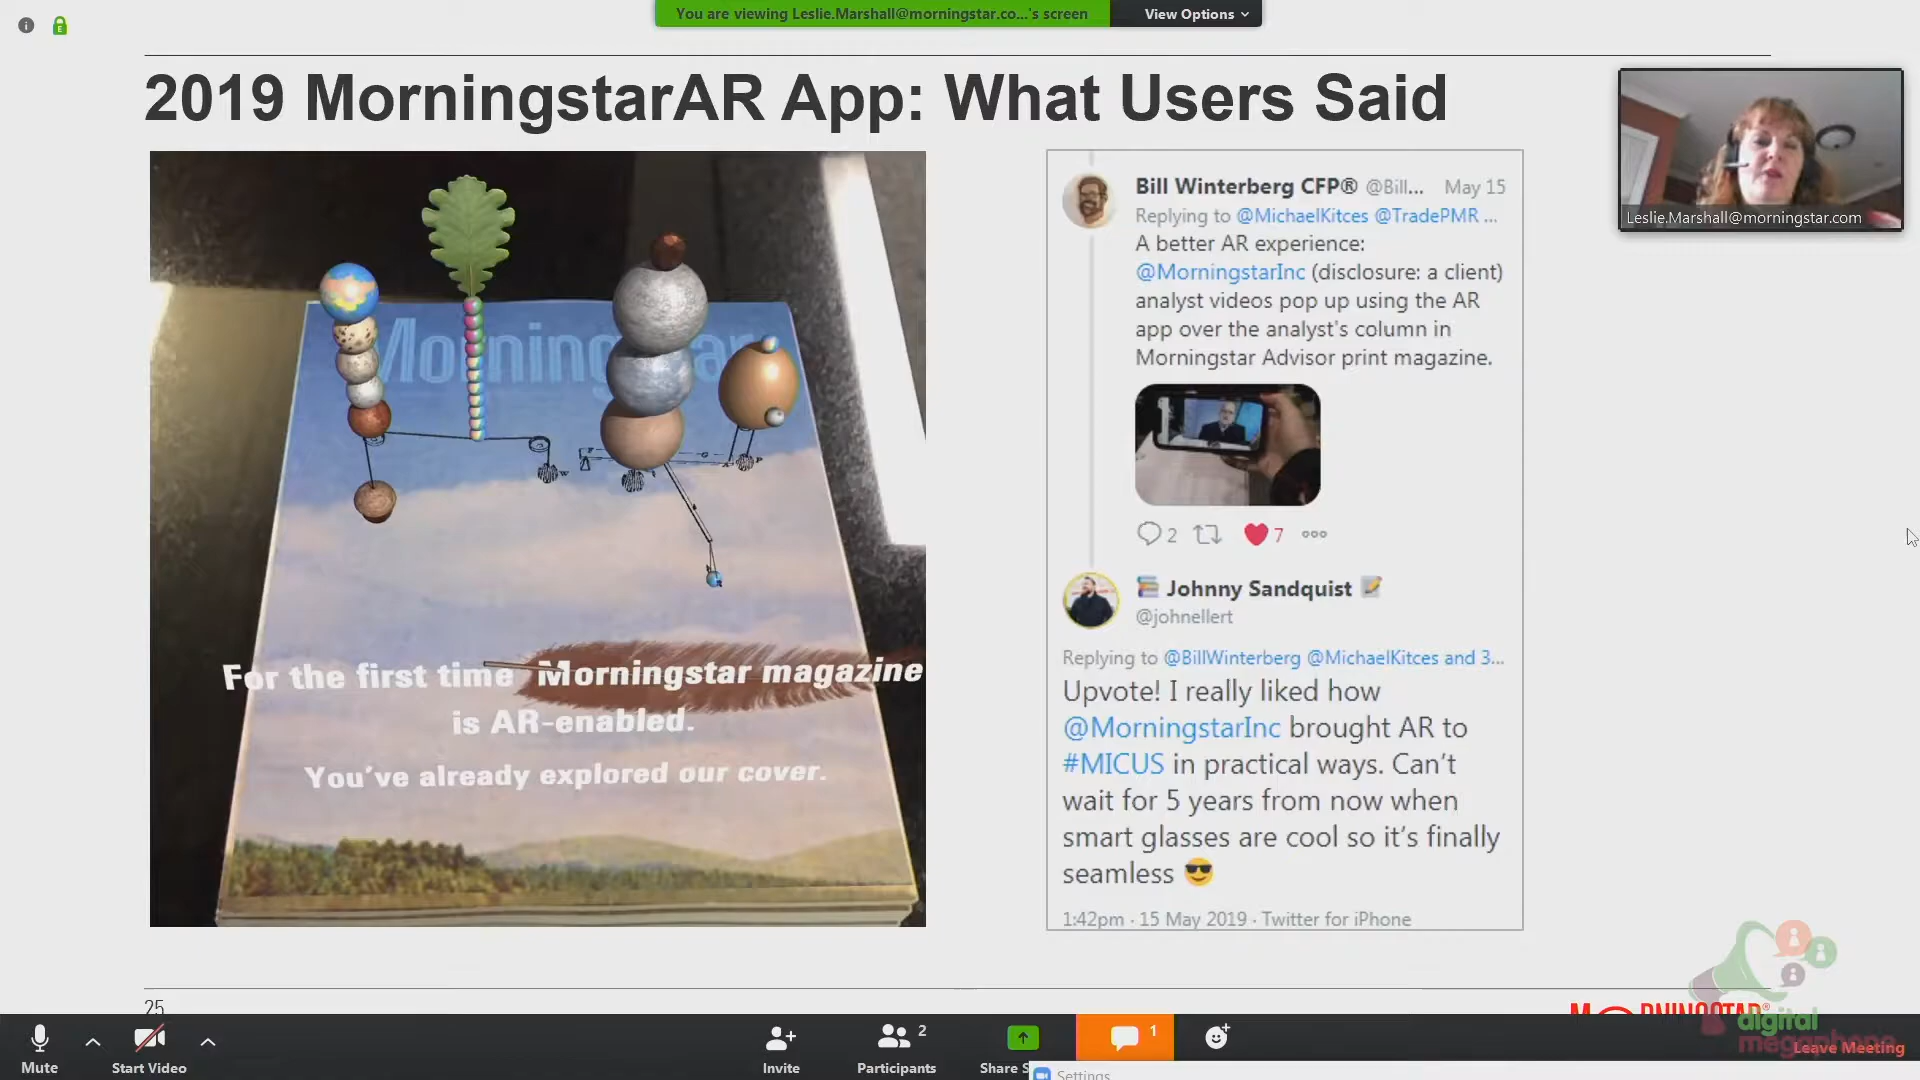 You are viewing Leslie.Marshall@morningstar.co...'s screen
View Options
2019 MorningstarAR App: What Users Said
Leslie.Marshall@morningstar.com
Morningstar
For the first time Morningstar magazine
is AR-enabled.
You've already explored our cover.
Bill Winterberg CFP® @Bill... May 15
Replying to @MichaelKitces @TradePMR ...
A better AR experience:
@MorningstarInc (disclosure: a client)
analyst videos pop up using the AR
app over the analyst's column in
Morningstar Advisor print magazine.
2 7
Johnny Sandquist
@johnellert
Replying to @BillWinterberg @MichaelKitces and 3...
Upvote! I really liked how
@MorningstarInc brought AR to
#MICUS in practical ways. Can't
wait for 5 years from now when
smart glasses are cool so it's finally
seamless 😎
1:42pm · 15 May 2019 · Twitter for iPhone
25
MORNINGSTAR®
digital
megaphone
Mute
Start Video
Invite
Participants 2
Share S
1
Leave Meeting
Settings